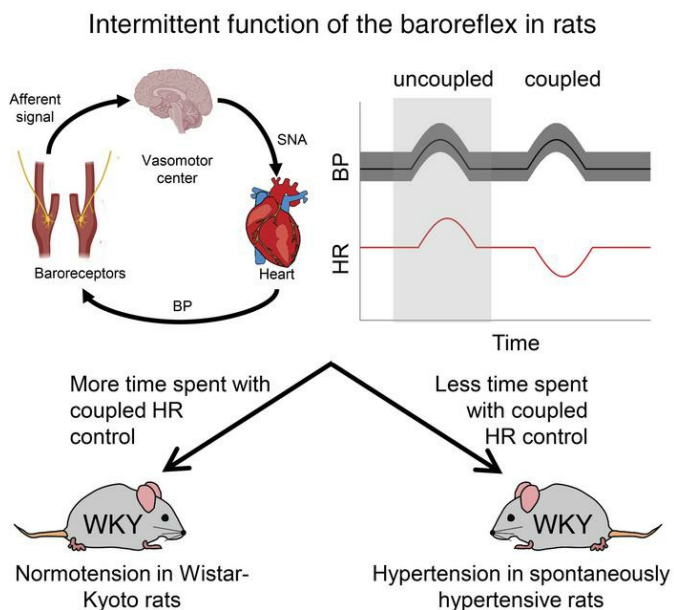 Intermittent function of the baroreflex in rats
Afferent
signal
SNA
Vasomotor
center
Baroreceptors
Heart
BP
uncoupled
coupled
BP
HR
Time
More time spent with
coupled HR
control
Less time spent
with coupled
HR control
WKY
WKY
Normotension in Wistar-
Kyoto rats
Hypertension in spontaneously
hypertensive rats